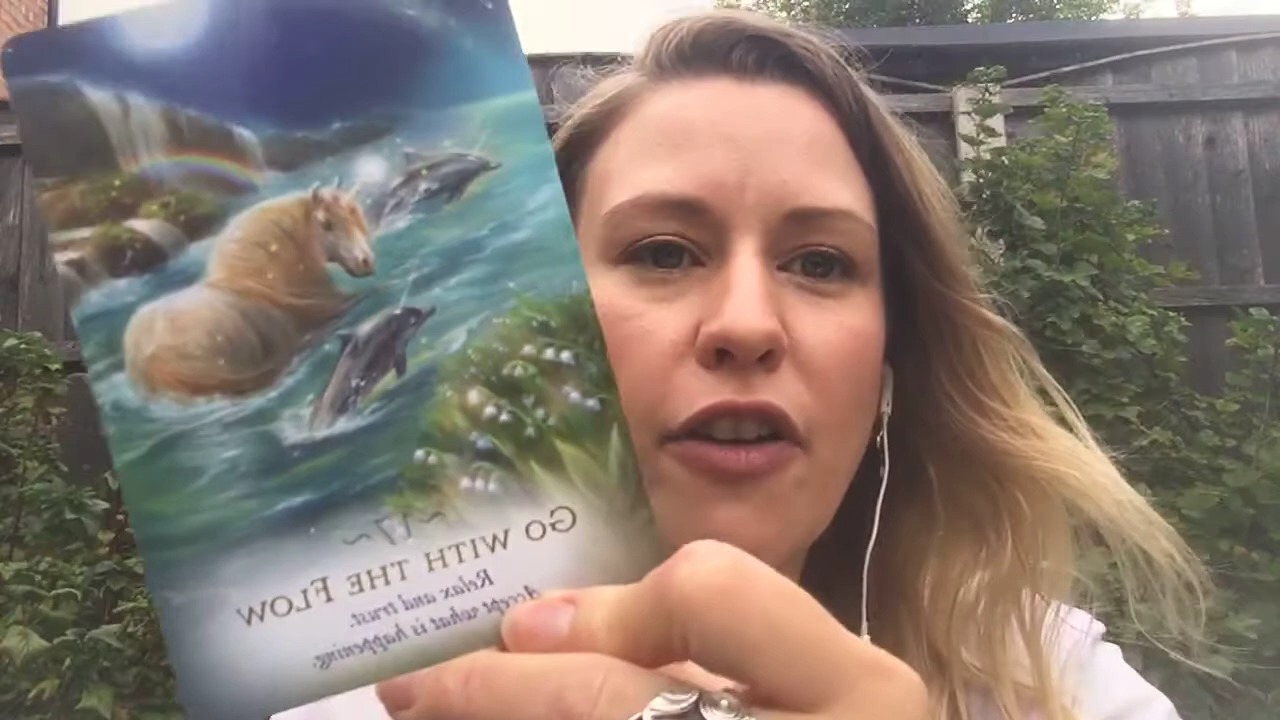 ~17~
Go with the Flow
Relax and trust.
Accept what is happening.